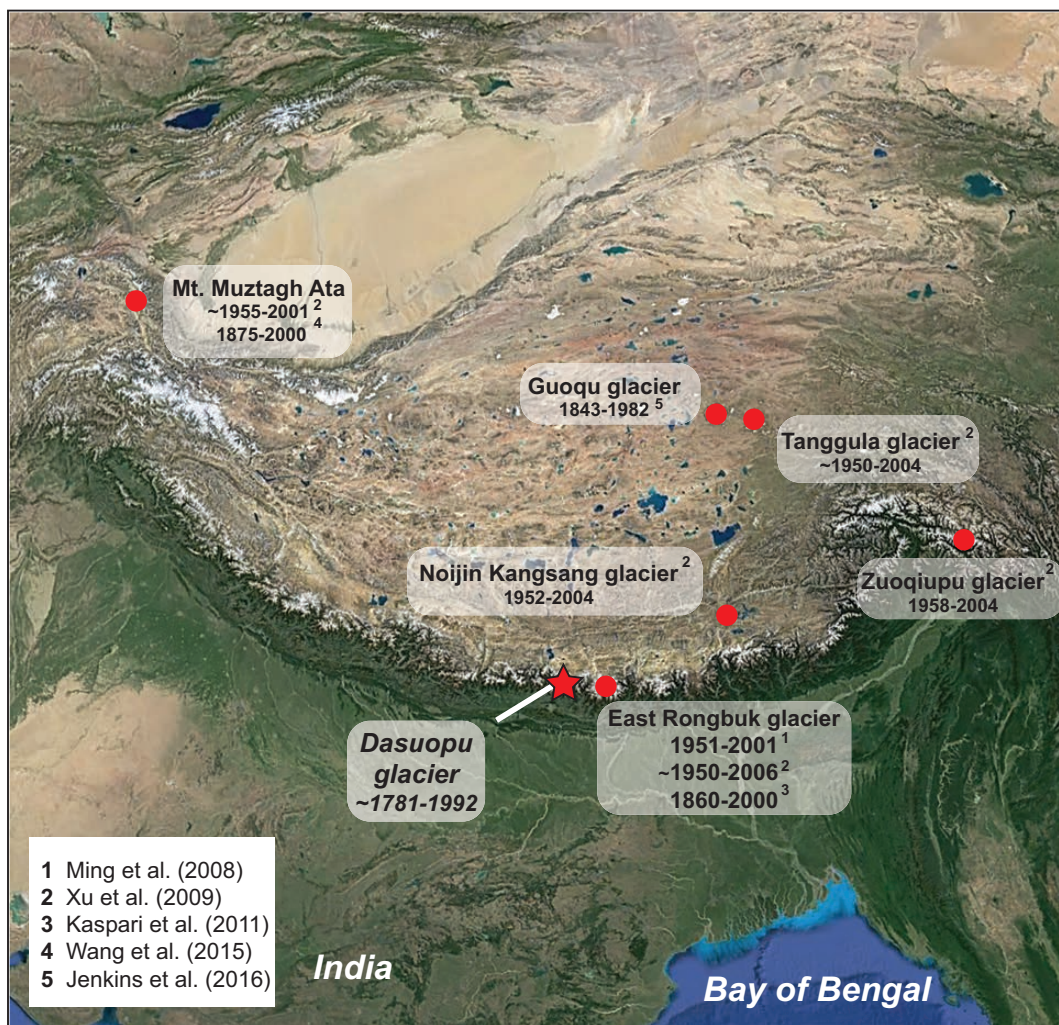 Mt. Muztagh Ata
~1955-2001 2
1875-2000 4
Guoqu glacier
1843-1982 5
Tanggula glacier 2
~1950-2004
Noijin Kangsang glacier 2
1952-2004
Zuoqiupu glacier 2
1958-2004
Dasuopu
glacier
~1781-1992
East Rongbuk glacier
1951-2001 1
~1950-2006 2
1860-2000 3
1 Ming et al. (2008)
2 Xu et al. (2009)
3 Kaspari et al. (2011)
4 Wang et al. (2015)
5 Jenkins et al. (2016)
India
Bay of Bengal